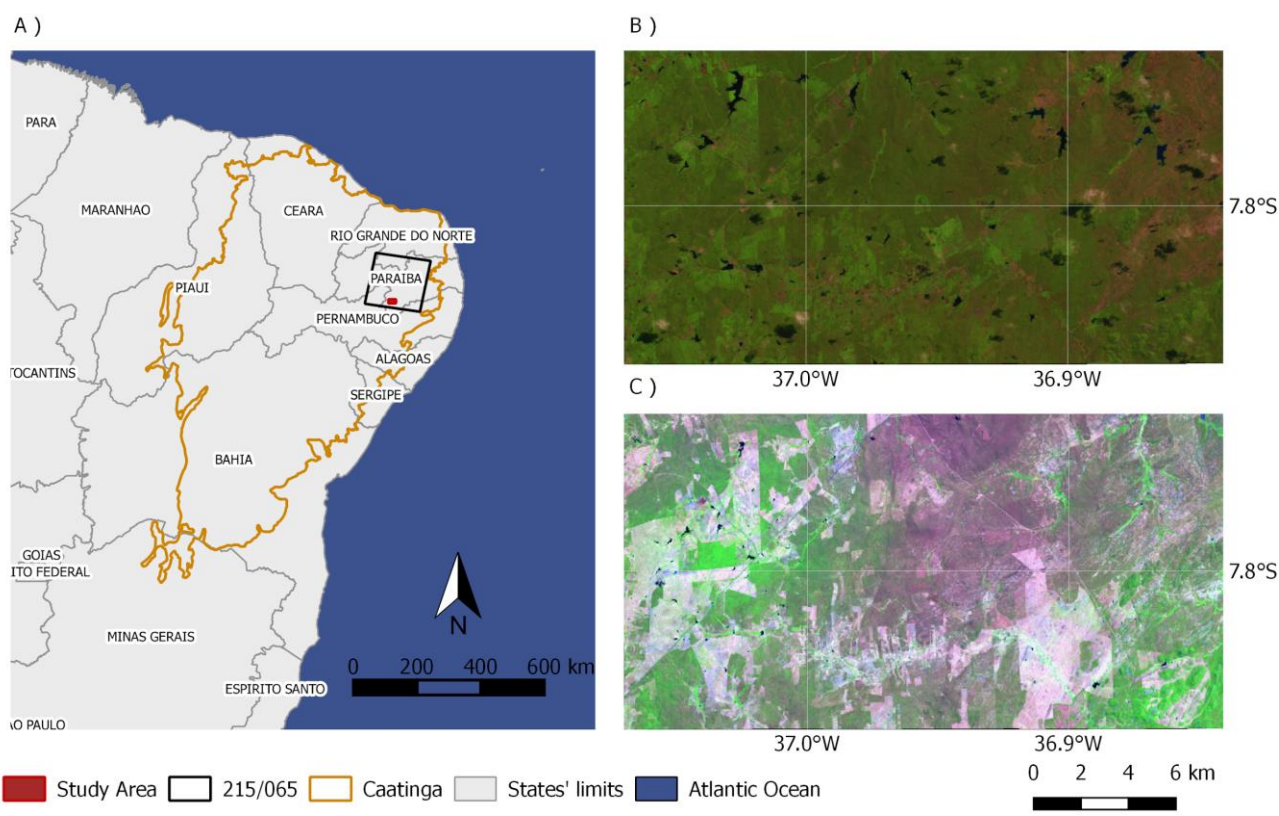 A )
PARA
MARANHAO
CEARA
RIO GRANDE DO NORTE
PARAIBA
PIAUI
PERNAMBUCO
ALAGOAS
TOCANTINS
SERGIPE
BAHIA
GOIAS
ITO FEDERAL
MINAS GERAIS
ESPIRITO SANTO
AO PAULO
N
0 200 400 600 km
B )
7.8°S
37.0°W 36.9°W
C )
7.8°S
37.0°W 36.9°W
Study Area 215/065 Caatinga States' limits Atlantic Ocean
0 2 4 6 km